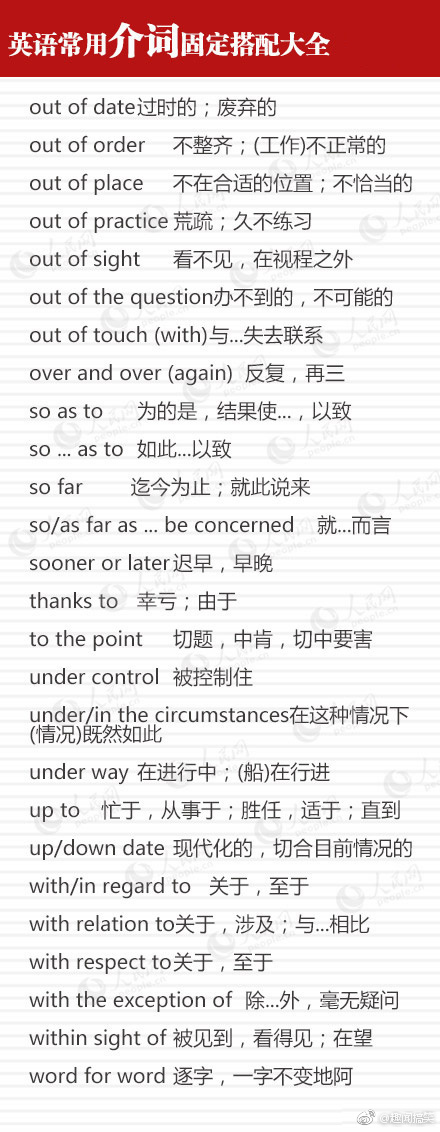 英语常用介词固定搭配大全
out of date过时的；废弃的
out of order 不整齐；(工作)不正常的
out of place 不在合适的位置；不恰当的
out of practice 荒疏；久不练习
out of sight 看不见，在视程之外
out of the question办不到的，不可能的
out of touch (with)与...失去联系
over and over (again) 反复，再三
so as to 为的是，结果使...，以致
so ... as to 如此...以致
so far 迄今为止；就此说来
so/as far as ... be concerned 就...而言
sooner or later迟早，早晚
thanks to 幸亏；由于
to the point 切题，中肯，切中要害
under control 被控制住
under/in the circumstances在这种情况下
(情况)既然如此
under way 在进行中；(船)在行进
up to 忙于，从事于；胜任，适于；直到
up/down date 现代化的，切合目前情况的
with/in regard to 关于，至于
with relation to关于，涉及；与...相比
with respect to关于，至于
with the exception of 除...外，毫无疑问
within sight of 被见到，看得见；在望
word for word 逐字，一字不变地阿